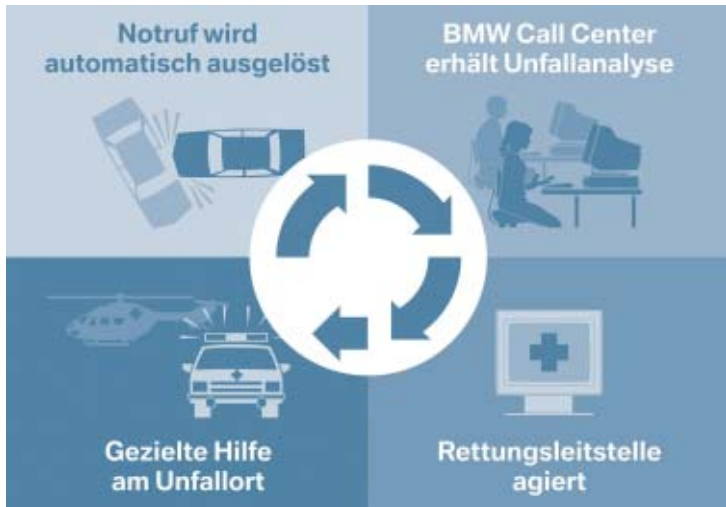 Notruf wird
automatisch ausgelöst
BMW Call Center
erhält Unfallanalyse
Gezielte Hilfe
am Unfallort
Rettungsleitstelle
agiert